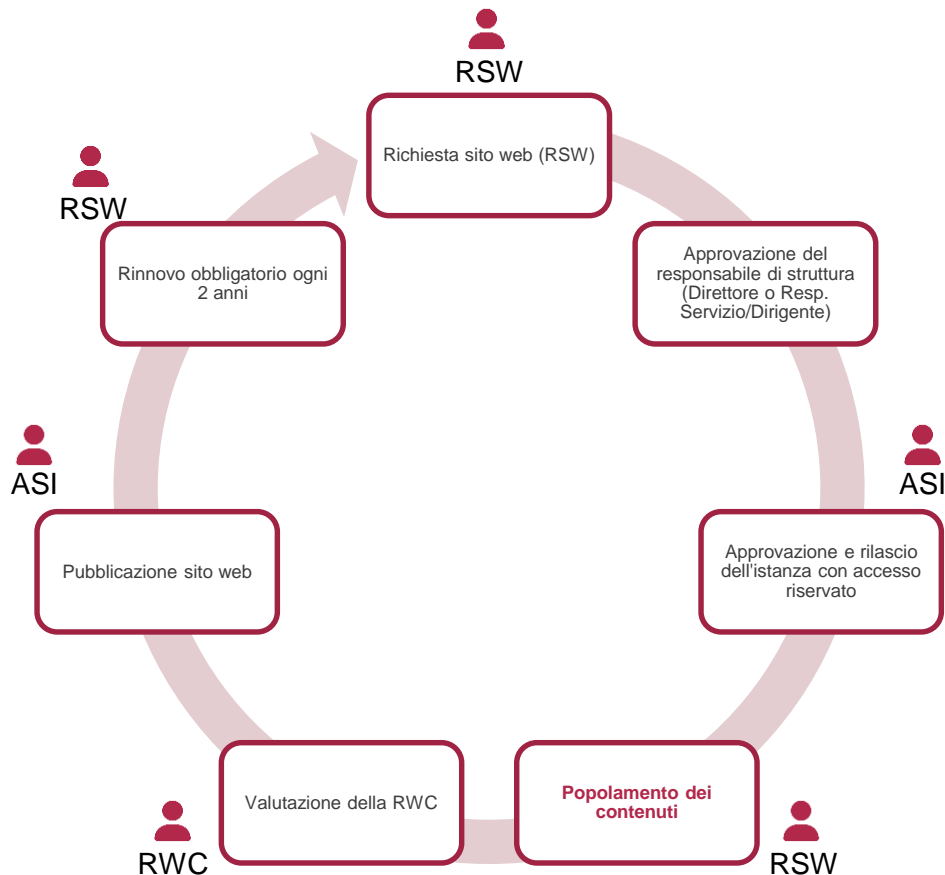 RSW
Richiesta sito web (RSW)
Approvazione del
responsabile di struttura
(Direttore o Resp.
Servizio/Dirigente)
ASI
Approvazione e rilascio
dell'istanza con accesso
riservato
Popolamento dei
contenuti
RSW
Valutazione della RWC
RWC
ASI
Pubblicazione sito web
RSW
Rinnovo obbligatorio ogni
2 anni